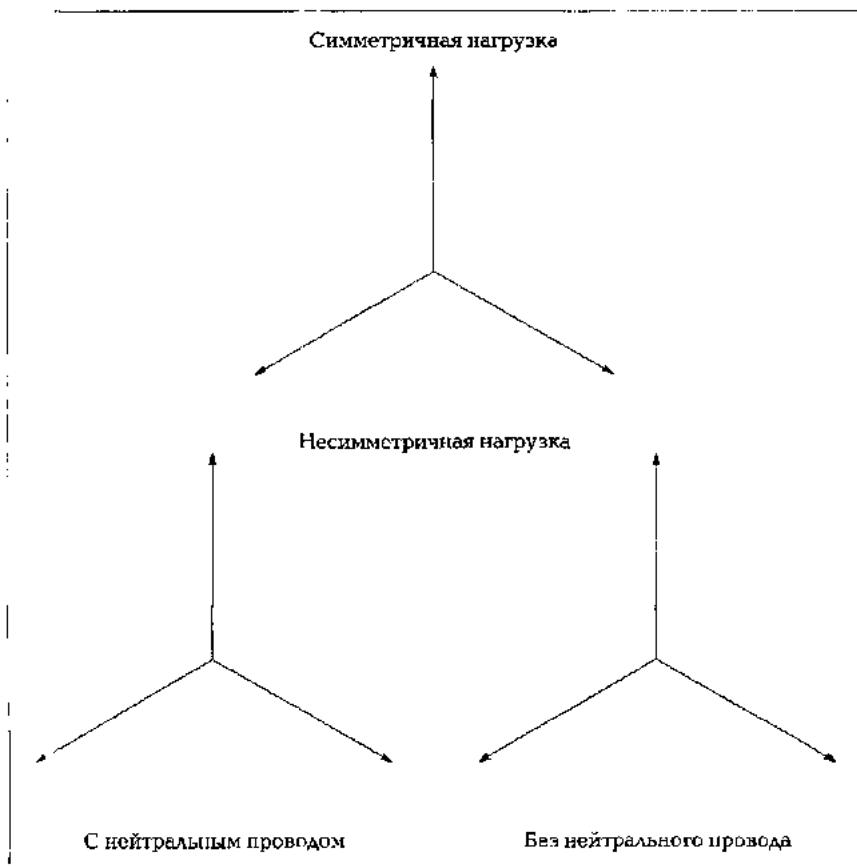 Симметричная нагрузка
Несимметричная нагрузка
С нейтральным проводом
Без нейтрального провода